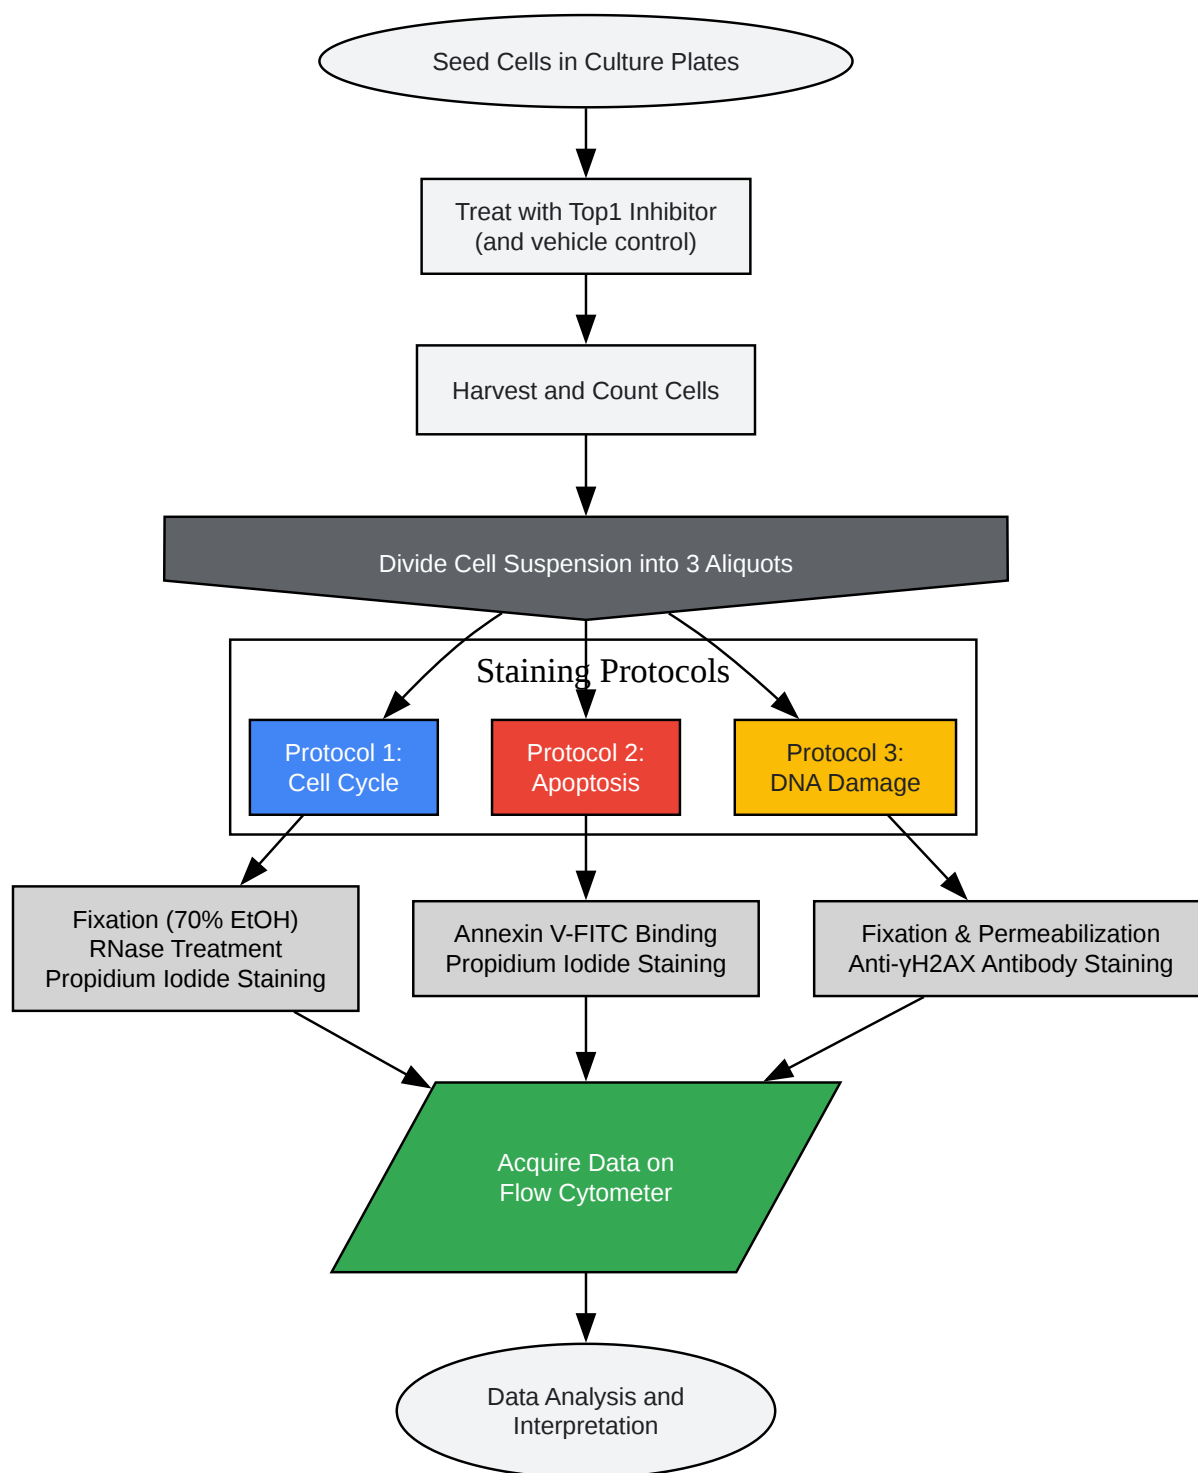 Seed Cells in Culture Plates
Treat with Top1 Inhibitor
(and vehicle control)
Harvest and Count Cells
Divide Cell Suspension into 3 Aliquots
Staining Protocols
Protocol 1:
Cell Cycle
Protocol 2:
Apoptosis
Protocol 3:
DNA Damage
Fixation (70% EtOH)
RNase Treatment
Propidium Iodide Staining
Annexin V-FITC Binding
Propidium Iodide Staining
Fixation & Permeabilization
Anti-γH2AX Antibody Staining
Acquire Data on
Flow Cytometer
Data Analysis and
Interpretation